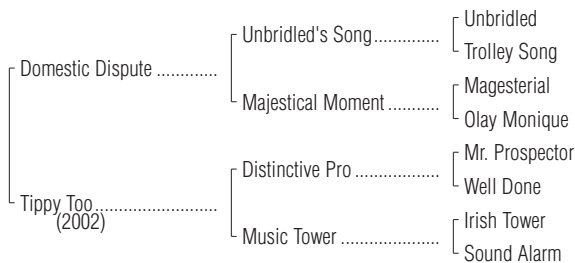 Unbridled
Unbridled's Song..............
Trolley Song
Domestic Dispute .............
Magesterial
Majestical Moment ...........
Olay Monique
Mr. Prospector
Distinctive Pro ..................
Well Done
Tippy Too..........................
(2002)
Irish Tower
Music Tower .....................
Sound Alarm